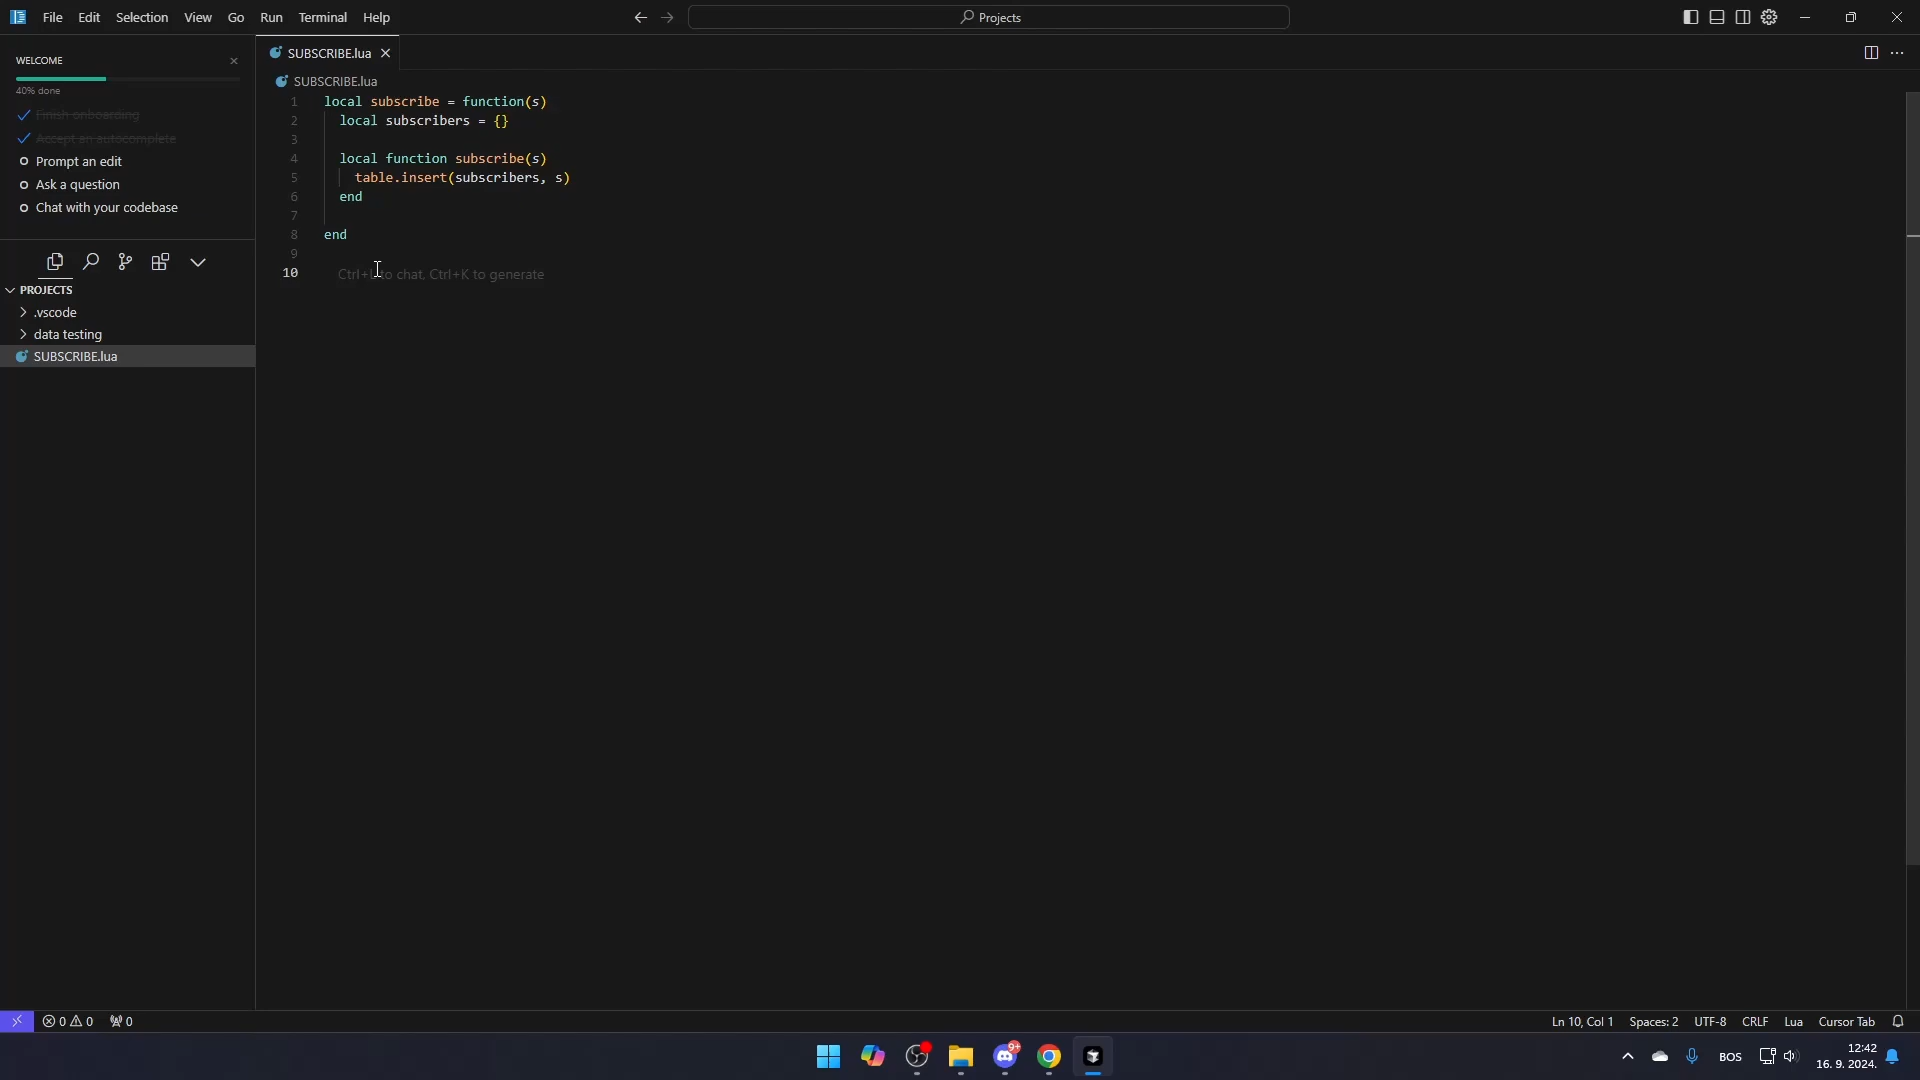 File Edit Selection View Go Run Terminal Help
Projects
WELCOME
40% done
Finish onboarding
Accept an autocomplete
Prompt an edit
Ask a question
Chat with your codebase
PROJECTS
.vscode
data testing
SUBSCRIBE.lua
SUBSCRIBE.lua
SUBSCRIBE.lua
1 local subscribe = function(s)
2 local subscribers = {}
3
4 local function subscribe(s)
5 table.insert(subscribers, s)
6 end
7
8 end
9
10 Ctrl+L to chat, Ctrl+K to generate
0 0 0
Ln 10, Col 1 Spaces: 2 UTF-8 CRLF Lua Cursor Tab
9+
BOS
12:42
16. 9. 2024.